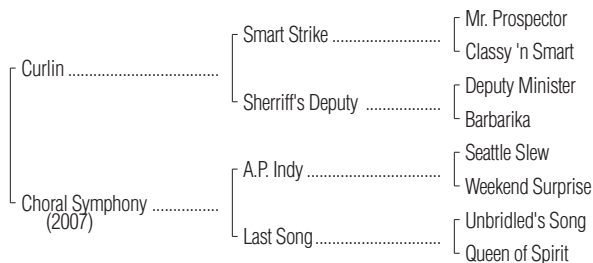 Mr. Prospector
Smart Strike ..........................
Classy 'n Smart
Curlin ....................................
Deputy Minister
Sherriff's Deputy ..................
Barbarika
Seattle Slew
A.P. Indy ................................
Weekend Surprise
Choral Symphony ................
(2007)
Unbridled's Song
Last Song ..............................
Queen of Spirit